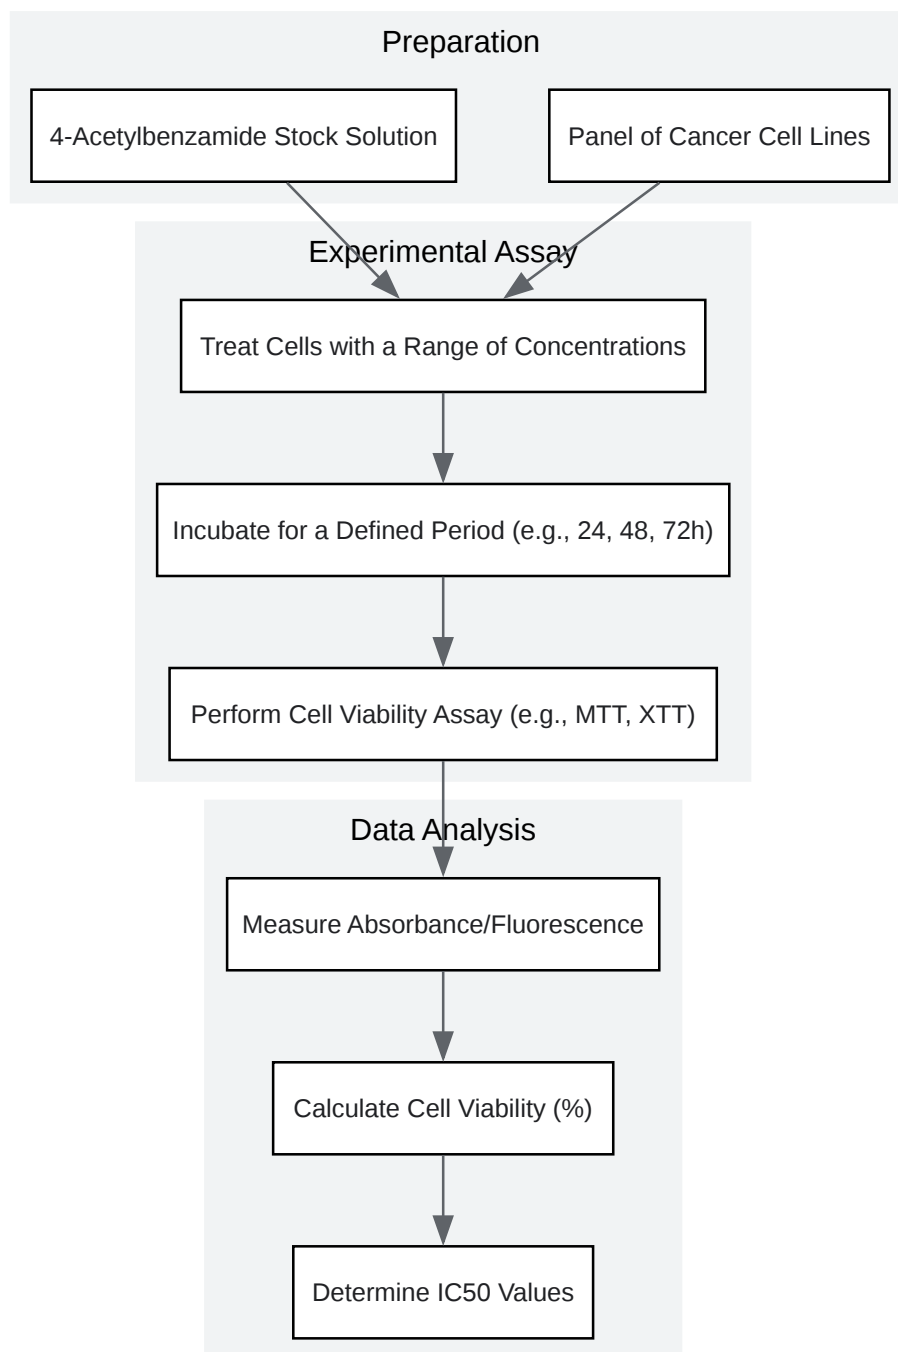 Preparation
4-Acetylbenzamide Stock Solution
Panel of Cancer Cell Lines
Experimental Assay
Treat Cells with a Range of Concentrations
Incubate for a Defined Period (e.g., 24, 48, 72h)
Perform Cell Viability Assay (e.g., MTT, XTT)
Data Analysis
Measure Absorbance/Fluorescence
Calculate Cell Viability (%)
Determine IC50 Values